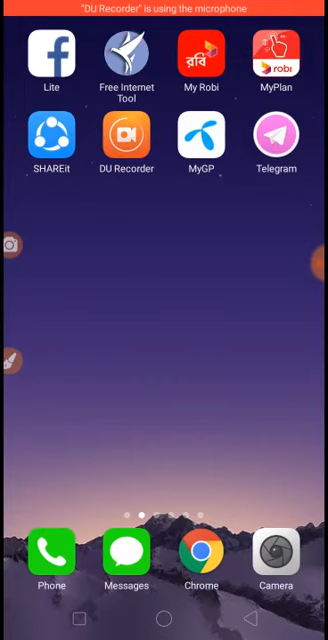 "DU Recorder" is using the microphone
রবি
robi
Lite
Free Internet Tool
My Robi
MyPlan
SHAREit
DU Recorder
MyGP
Telegram
Phone
Messages
Chrome
Camera